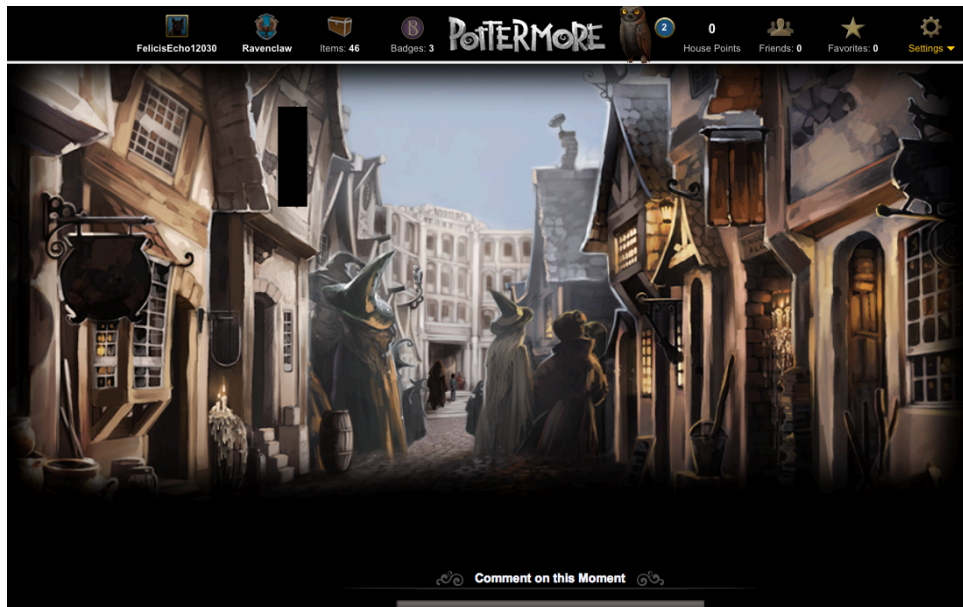 FelicisEcho12030
Ravenclaw
Items: 46
B
Badges: 3
POTTERMORE
2
0
House Points
Friends: 0
Favorites: 0
Settings
Comment on this Moment